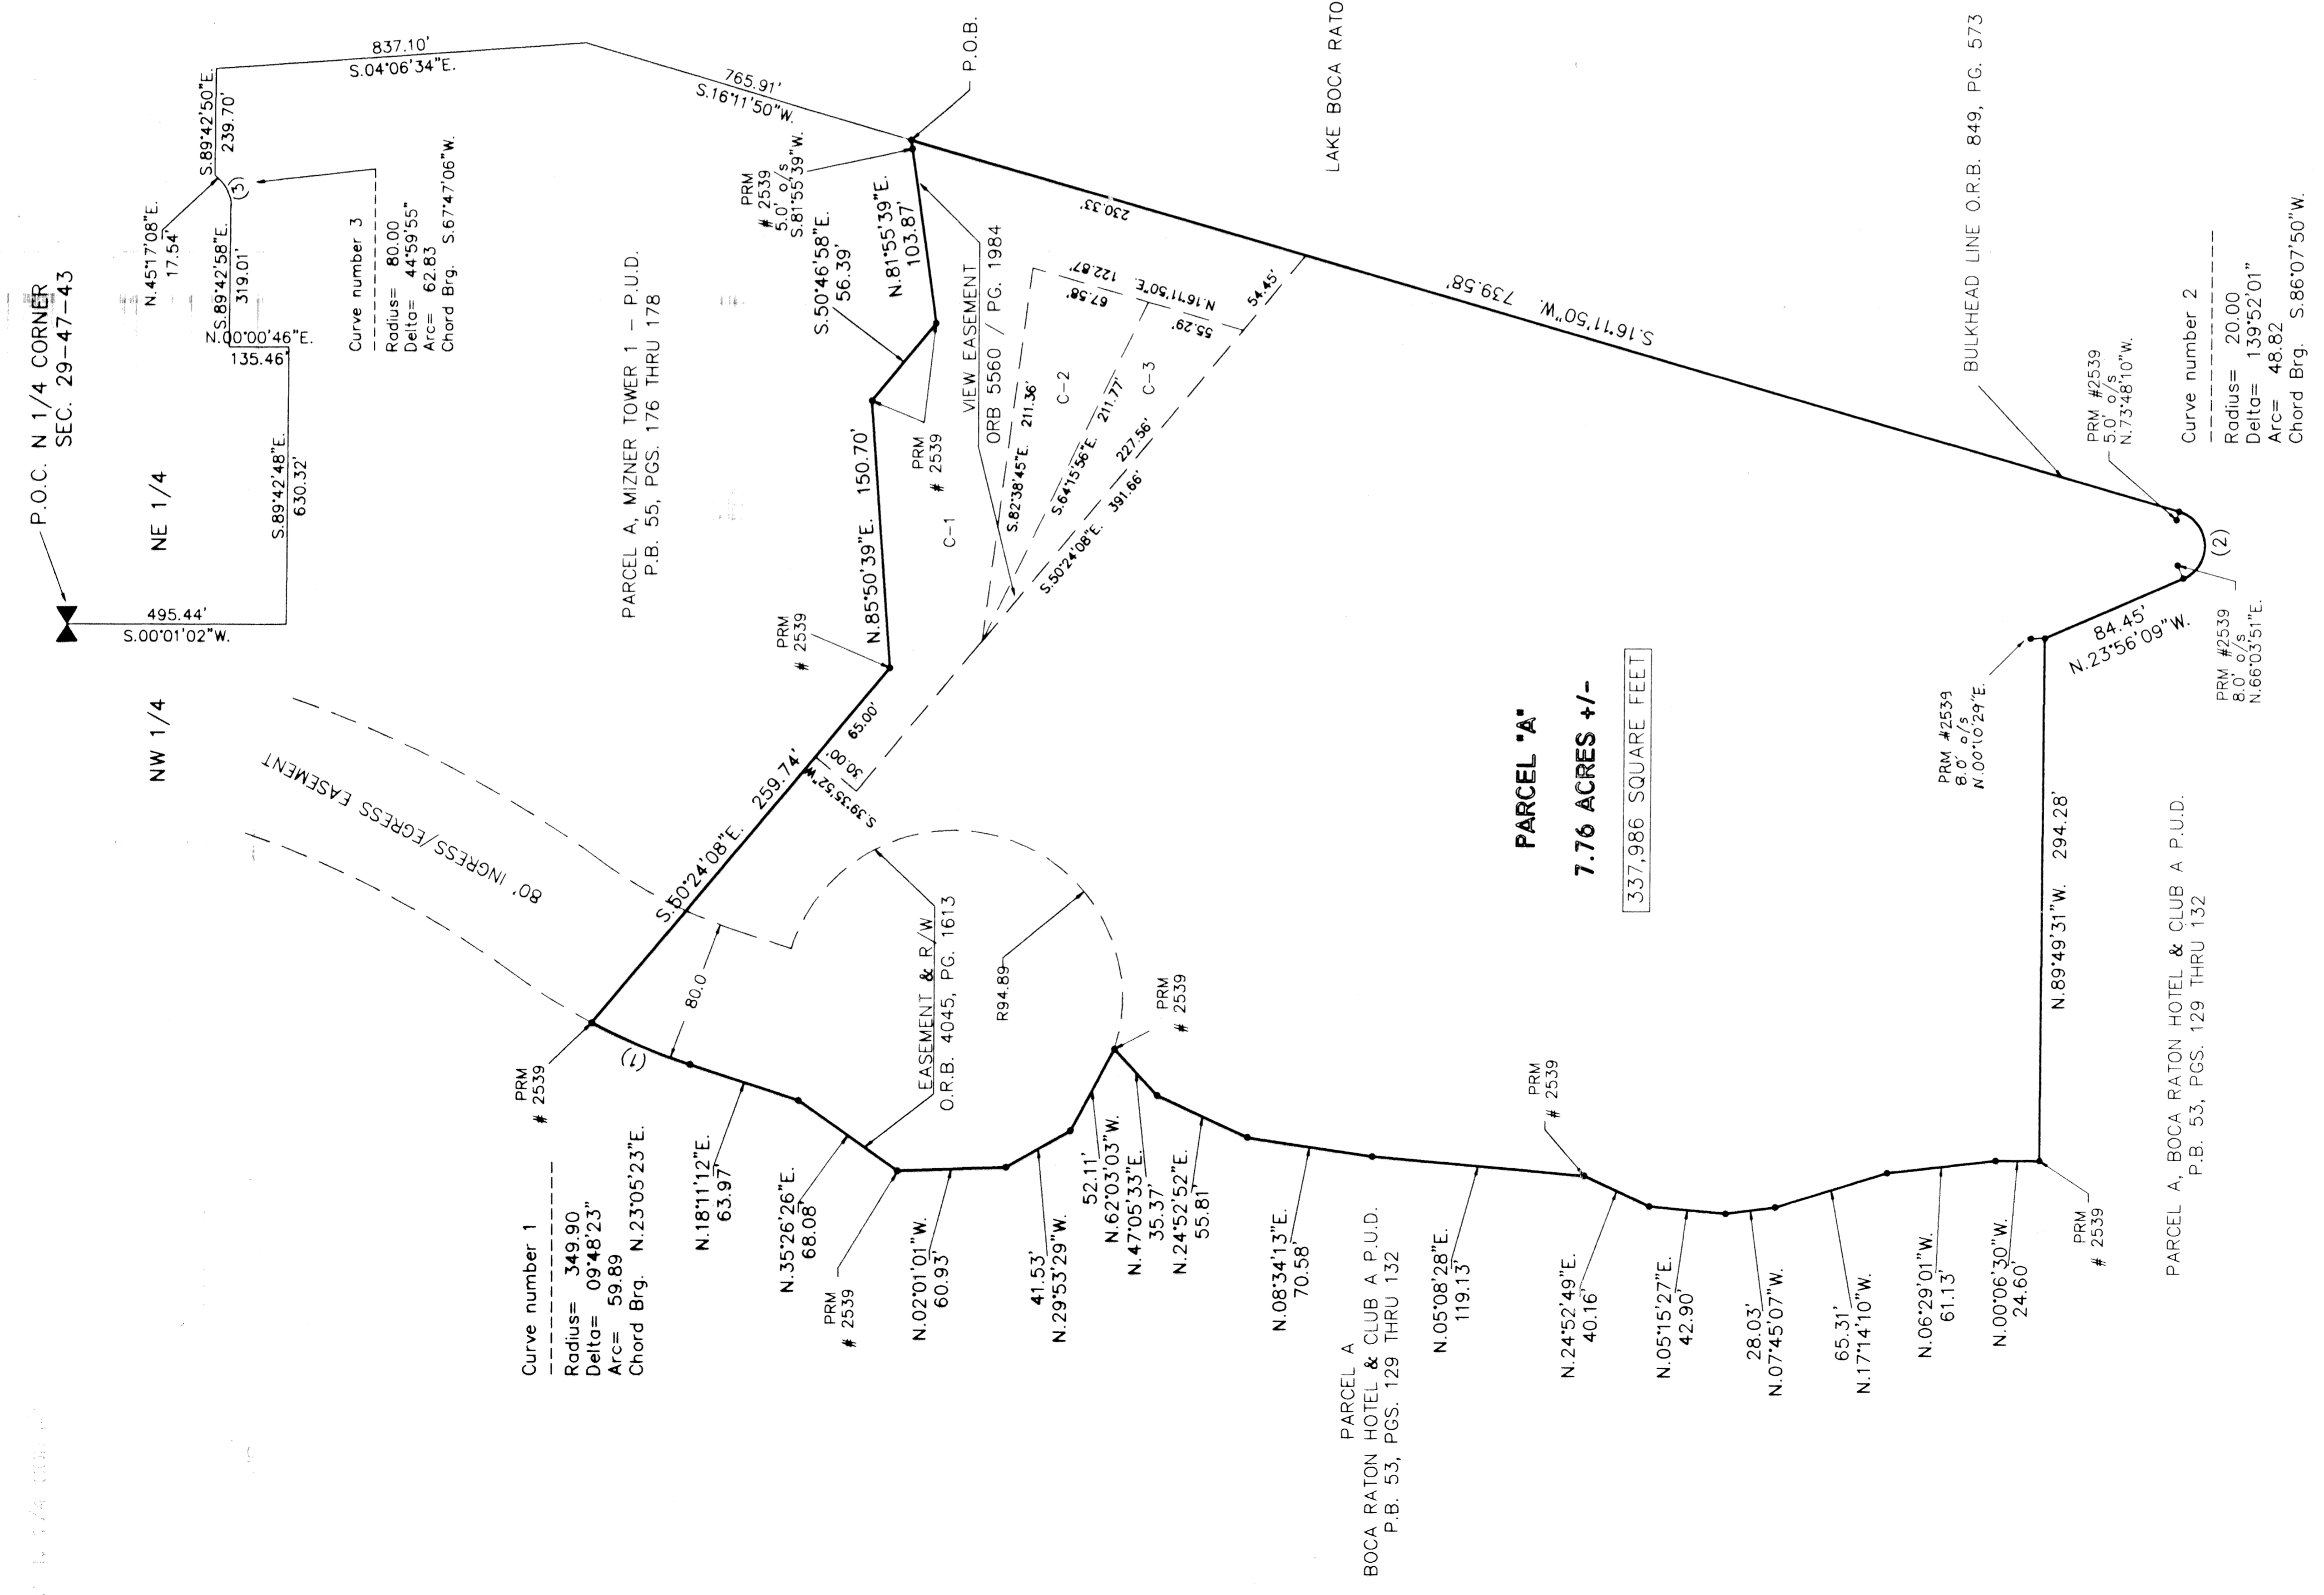 P.O.C. N 1/4 CORNER
SEC. 29-47-43
NW 1/4
NE 1/4
495.44'
S.00°01'02"W.
S.89°42'48"E.
630.32'
N.00°00'46"E.
135.46'
S.89°42'58"E.
319.01'
N.45°17'08"E.
17.54'
(3)
S.89°42'50"E.
239.70'
837.10'
S.04°06'34"E.
765.91'
S.16°11'50"W.
P.O.B.
Curve number 3
Radius= 80.00
Delta= 44°59'55"
Arc= 62.83
Chord Brg. S.67°47'06"W.
PARCEL A, MIZNER TOWER 1 - P.U.D.
P.B. 55, PGS. 176 THRU 178
80' INGRESS/EGRESS EASEMENT
PRM
# 2539
5.0' o/s
S.81°55'39"W.
N.81°55'39"E.
103.87'
S.50°46'58"E.
56.39'
PRM
# 2539
N.85°50'39"E. 150.70'
PRM
# 2539
S.50°24'08"E. 259.74'
65.00'
30.00'
S.39°35'52"W.
C-1
VIEW EASEMENT
ORB 5560 / PG. 1984
S.82°38'45"E. 211.36'
C-2
S.64°15'56"E. 211.77'
C-3
227.56'
S.50°24'08"E. 391.66'
67.58'
55.29'
N.16°11'50"E. 122.87'
54.45'
230.33'
S.16°11'50"W. 739.58'
LAKE BOCA RATO
BULKHEAD LINE O.R.B. 849, PG. 573
PRM
# 2539
(1)
80.0
EASEMENT & R/W
O.R.B. 4045, PG. 1613
R94.89
PRM
# 2539
Curve number 1
Radius= 349.90
Delta= 09°48'23"
Arc= 59.89
Chord Brg. N.23°05'23"E.
N.18°11'12"E.
63.97'
N.35°26'26"E.
68.08'
PRM
# 2539
N.02°01'01"W.
60.93'
41.53'
N.29°53'29"W.
52.11'
N.62°03'03"W.
N.47°05'33"E.
35.37'
N.24°52'52"E.
55.81'
N.08°34'13"E.
70.58'
PARCEL A
BOCA RATON HOTEL & CLUB A P.U.D.
P.B. 53, PGS. 129 THRU 132
N.05°08'28"E.
119.13'
PRM
# 2539
N.24°52'49"E.
40.16'
N.05°15'27"E.
42.90'
28.03'
N.07°45'07"W.
65.31'
N.17°14'10"W.
N.06°29'01"W.
61.13'
N.00°06'30"W.
24.60'
PRM
# 2539
PARCEL "A"
7.76 ACRES +/-
337,986 SQUARE FEET
N.89°49'31"W. 294.28'
PARCEL A, BOCA RATON HOTEL & CLUB A P.U.D.
P.B. 53, PGS. 129 THRU 132
PRM #2539
8.0' o/s
N.00°10'29"E.
84.45'
N.23°56'09"W.
PRM #2539
8.0' o/s
N.66°03'51"E.
(2)
PRM #2539
5.0' o/s
N.73°48'10"W.
Curve number 2
Radius= 20.00
Delta= 139°52'01"
Arc= 48.82
Chord Brg. S.86°07'50"W.